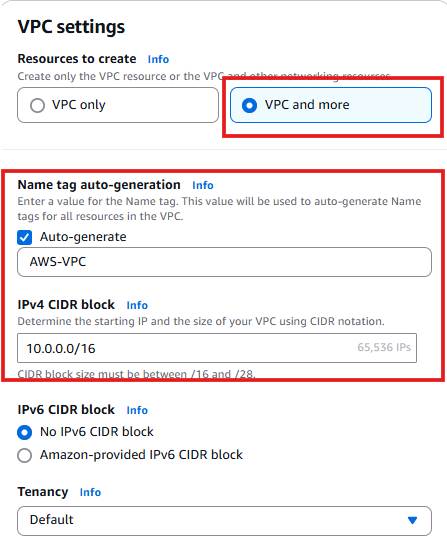 VPC settings
Resources to create Info
Create only the VPC resource or the VPC and other networking resources.
VPC only
VPC and more
Name tag auto-generation Info
Enter a value for the Name tag. This value will be used to auto-generate Name
tags for all resources in the VPC.
Auto-generate
AWS-VPC
IPv4 CIDR block Info
Determine the starting IP and the size of your VPC using CIDR notation.
10.0.0.0/16 65,536 IPs
CIDR block size must be between /16 and /28.
IPv6 CIDR block Info
No IPv6 CIDR block
Amazon-provided IPv6 CIDR block
Tenancy Info
Default